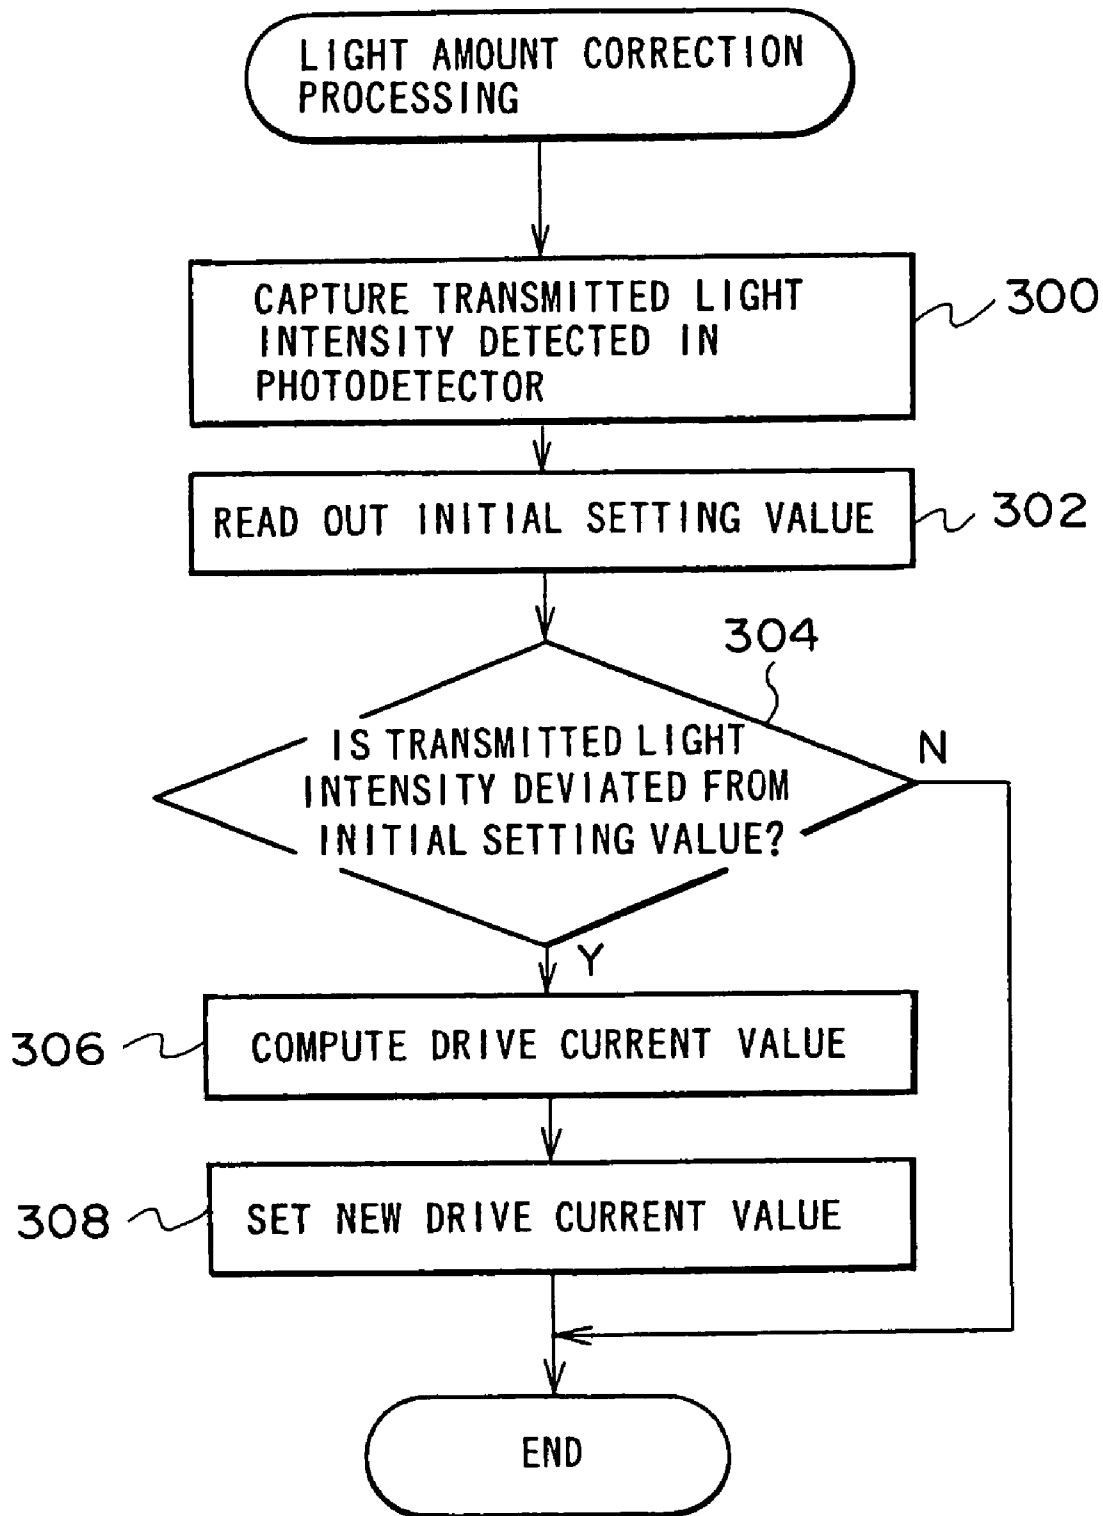 LIGHT AMOUNT CORRECTION
PROCESSING
CAPTURE TRANSMITTED LIGHT
INTENSITY DETECTED IN
PHOTODETECTOR
300
READ OUT INITIAL SETTING VALUE
302
304
IS TRANSMITTED LIGHT
INTENSITY DEVIATED FROM
INITIAL SETTING VALUE?
N
Y
306
COMPUTE DRIVE CURRENT VALUE
308
SET NEW DRIVE CURRENT VALUE
END